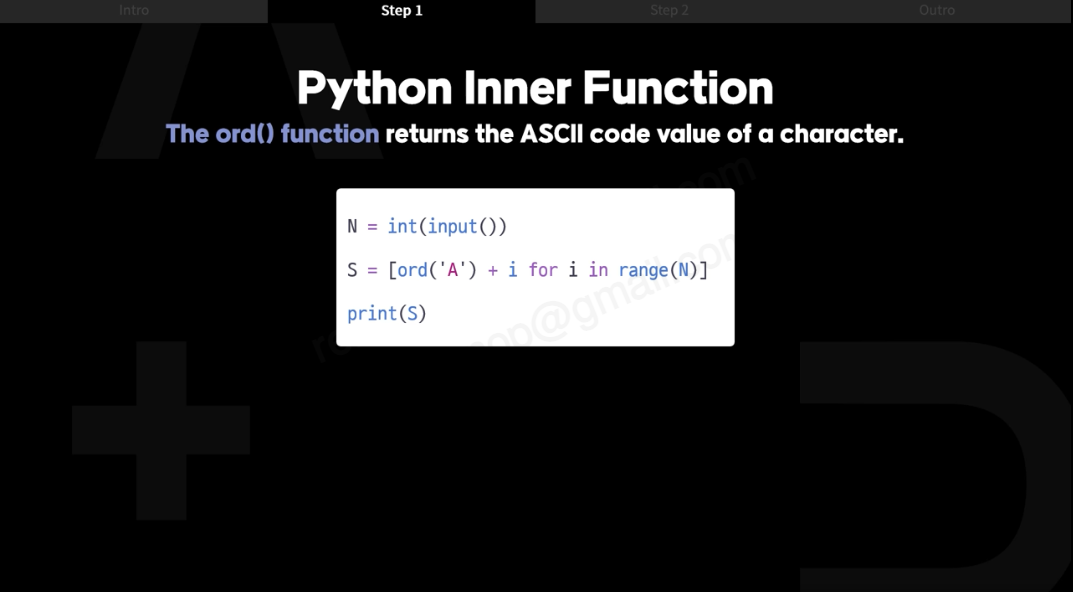 Intro
Step 1
Step 2
Outro
Python Inner Function
The ord() function returns the ASCII code value of a character.
N = int(input())
S = [ord('A') + i for i in range(N)]
print(S)